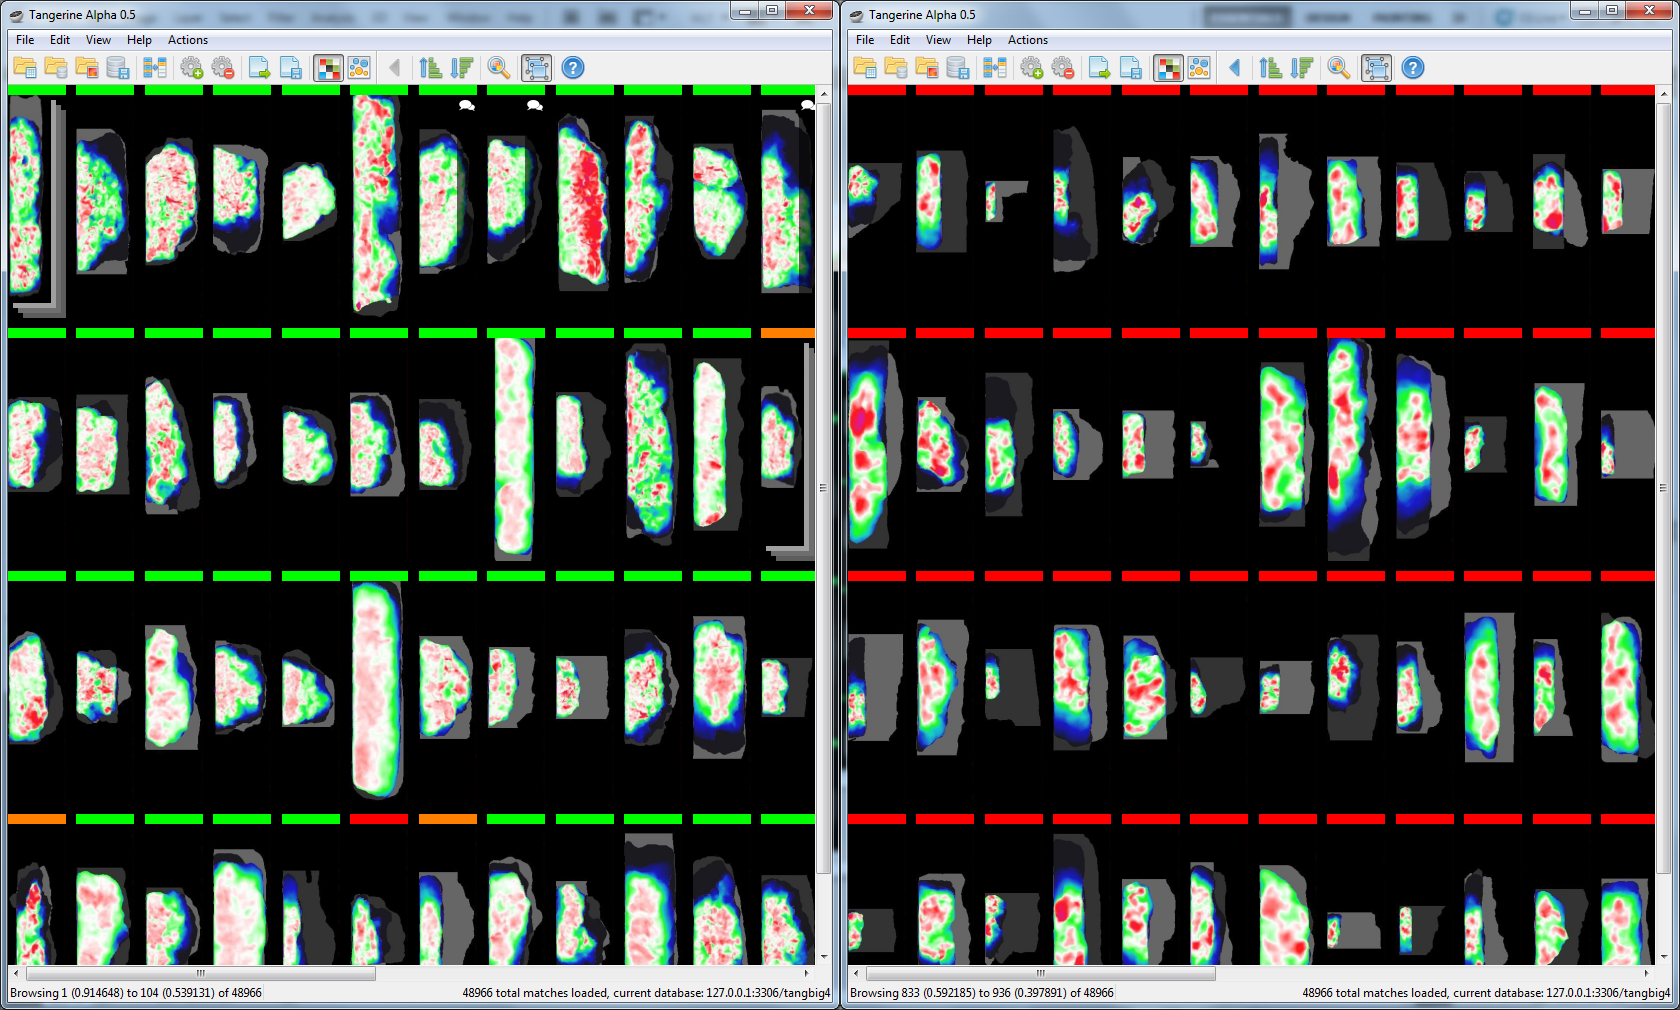 Tangerine Alpha 0.5
File Edit View Help Actions
Browsing 1 (0.914648) to 104 (0.539131) of 48966
48966 total matches loaded, current database: 127.0.0.1:3306/tangbig4
Tangerine Alpha 0.5
File Edit View Help Actions
Browsing 833 (0.592185) to 936 (0.397891) of 48966
48966 total matches loaded, current database: 127.0.0.1:3306/tangbig4